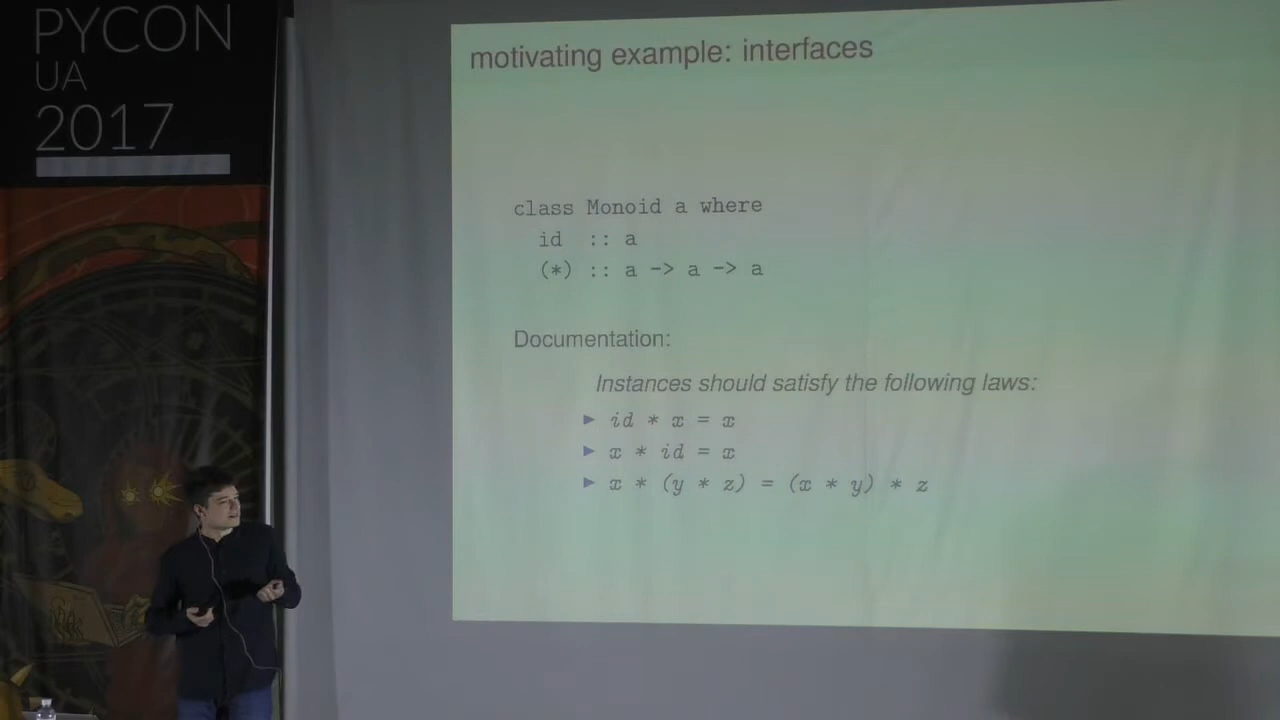 PYCON
UA
2017
motivating example: interfaces
class Monoid a where
id :: a
(*) :: a -> a -> a
Documentation:
Instances should satisfy the following laws:
► id * x = x
► x * id = x
► x * (y * z) = (x * y) * z